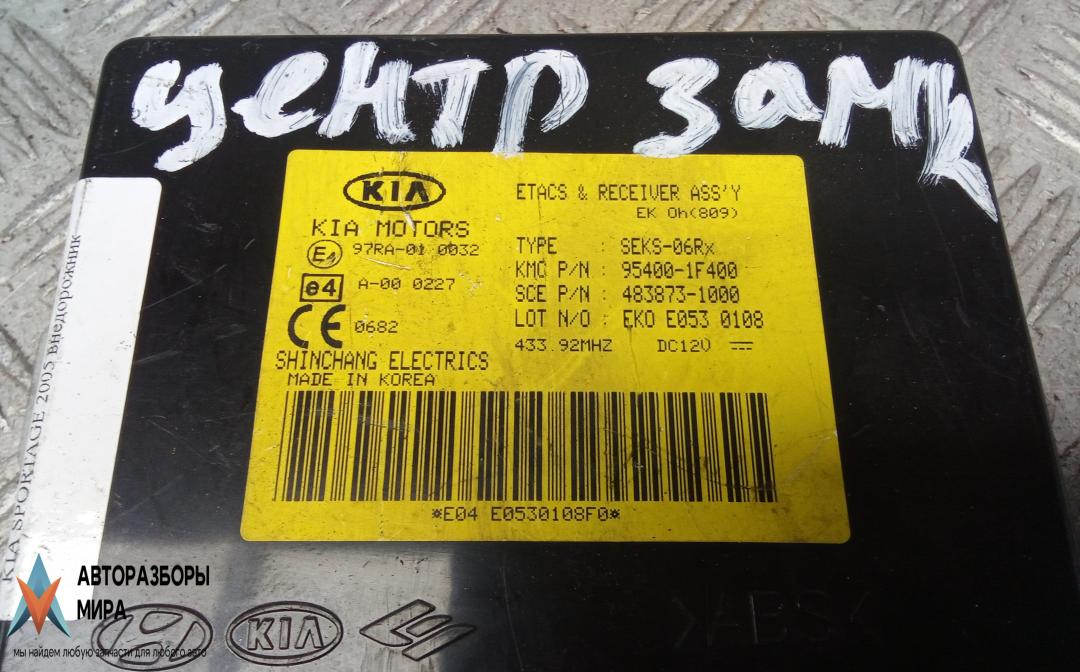 центр замк
KIA
KIA MOTORS
E4 97RA-01 0032
e4 A-00 0227
CE 0682
SHINCHANG ELECTRICS
MADE IN KOREA
ETACS & RECEIVER ASS'Y
EK Oh(809)
TYPE : SEKS-06Rx
KMC P/N : 95400-1F400
SCE P/N : 483873-1000
LOT N/O : EKO E053 0108
433.92MHZ DC12V
*E04 E0530108F0*
KIA SPORTAGE 2005 внедорожник
АВТОРАЗБОРЫ
МИРА
мы найдем любую запчасти для любого авто
KIA
>ABS<